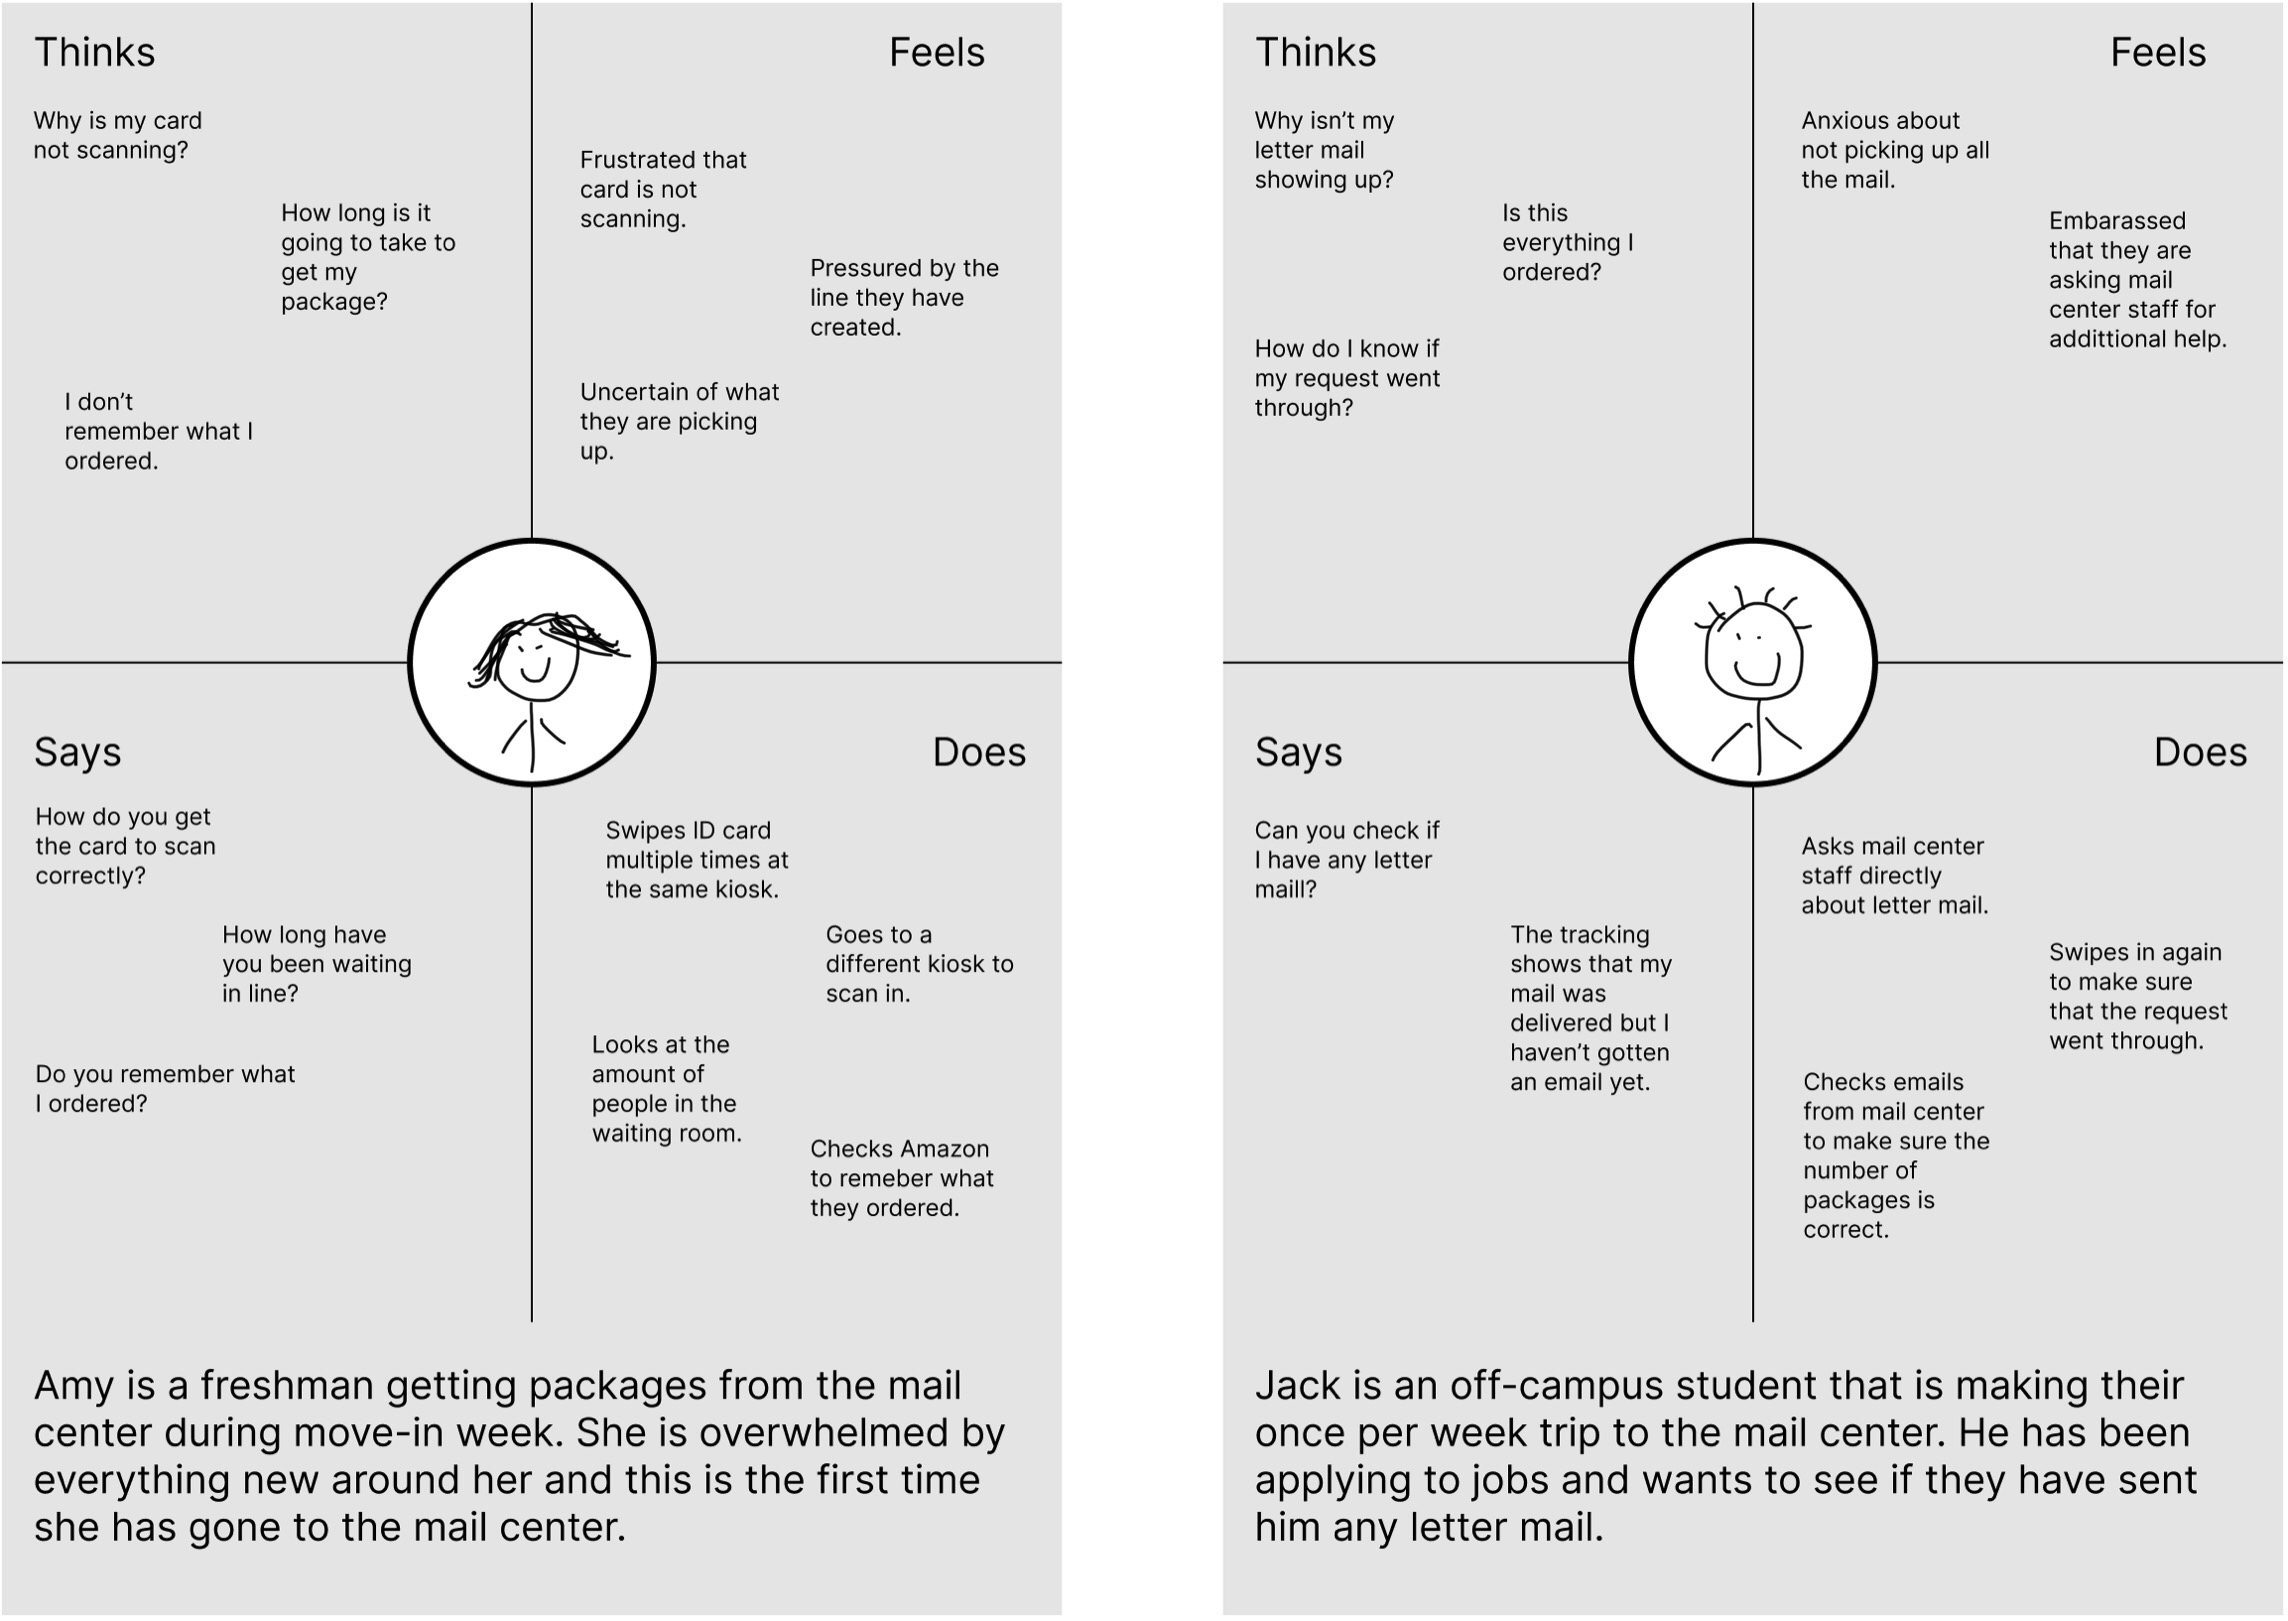 Thinks
Why is my card
not scanning?
How long is it
going to take to
get my
package?
I don’t
remember what I
ordered.
Feels
Frustrated that
card is not
scanning.
Pressured by the
line they have
created.
Uncertain of what
they are picking
up.
Says
How do you get
the card to scan
correctly?
How long have
you been waiting
in line?
Do you remember what
I ordered?
Does
Swipes ID card
multiple times at
the same kiosk.
Goes to a
different kiosk to
scan in.
Looks at the
amount of
people in the
waiting room.
Checks Amazon
to remeber what
they ordered.
Amy is a freshman getting packages from the mail
center during move-in week. She is overwhelmed by
everything new around her and this is the first time
she has gone to the mail center.
Thinks
Why isn’t my
letter mail
showing up?
Is this
everything I
ordered?
How do I know if
my request went
through?
Feels
Anxious about
not picking up all
the mail.
Embarassed
that they are
asking mail
center staff for
addittional help.
Says
Can you check if
I have any letter
maill?
The tracking
shows that my
mail was
delivered but I
haven’t gotten
an email yet.
Does
Asks mail center
staff directly
about letter mail.
Swipes in again
to make sure
that the request
went through.
Checks emails
from mail center
to make sure the
number of
packages is
correct.
Jack is an off-campus student that is making their
once per week trip to the mail center. He has been
applying to jobs and wants to see if they have sent
him any letter mail.